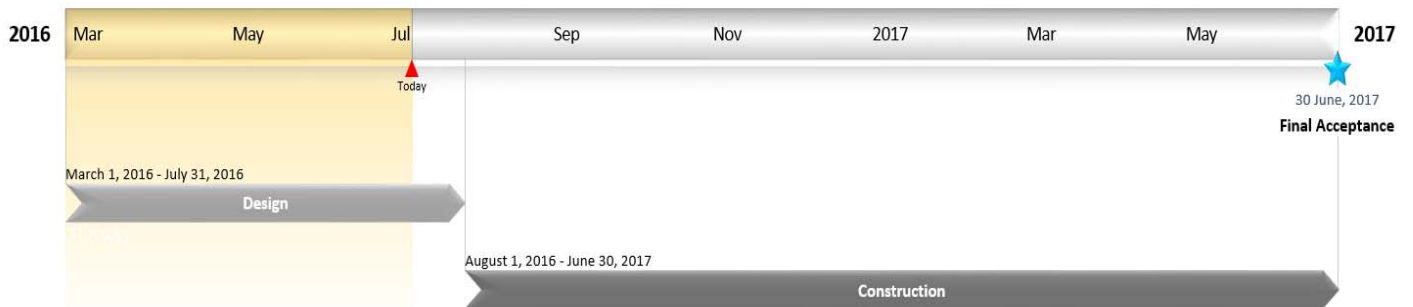 2016 Mar May Jul Sep Nov 2017 Mar May 2017
Today
30 June, 2017
Final Acceptance
March 1, 2016 - July 31, 2016
Design
August 1, 2016 - June 30, 2017
Construction